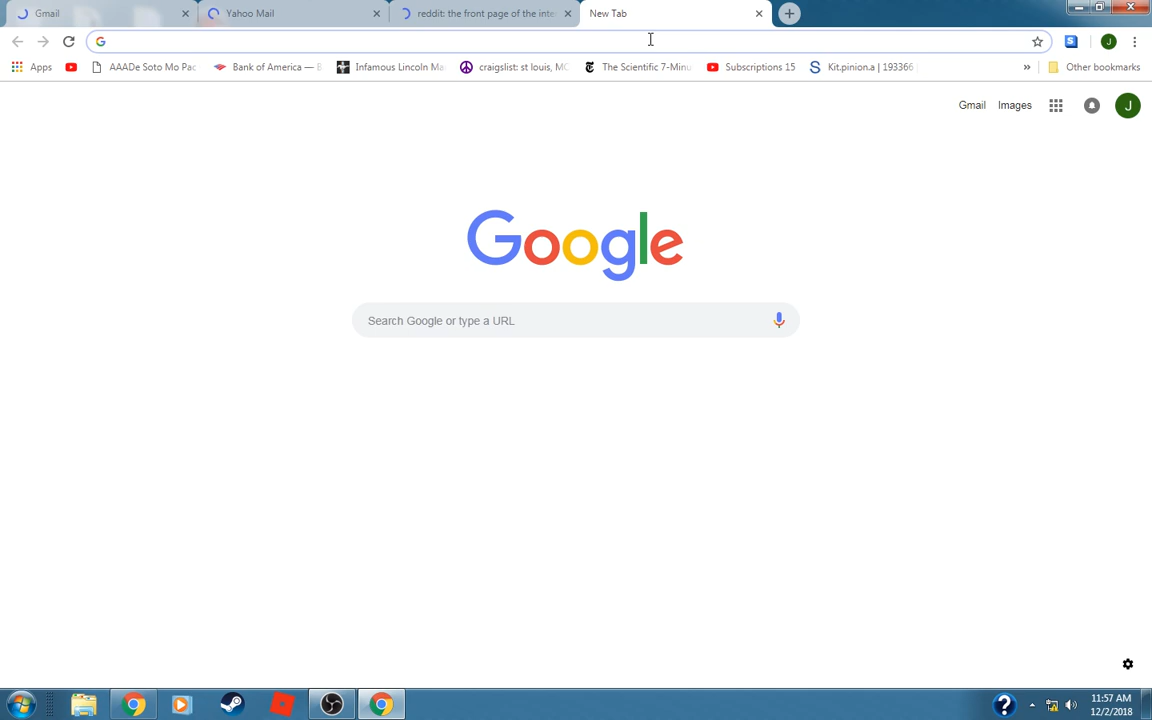 Gmail
Yahoo Mail
reddit: the front page of the inte
New Tab
Apps
AAADe Soto Mo Pac
Bank of America — B
Infamous Lincoln Ma
craigslist: st louis, MO
The Scientific 7-Minu
Subscriptions 15
Kit.pinion.a | 193366
»
Other bookmarks
Gmail
Images
J
Google
Search Google or type a URL
11:57 AM
12/2/2018